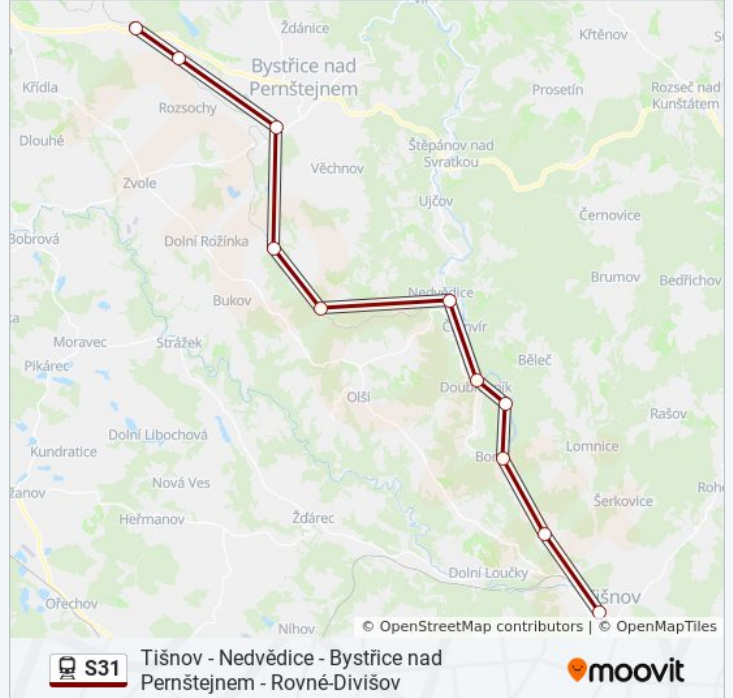 Ždánice
Křtěnov
Bystřice nad
Pernštejnem
Křídla
Rozsochy
Prosetín
Rozseč nad
Kunštátem
Dlouhé
Štěpánov nad
Svratkou
Věchnov
Zvole
Ujčov
Černovice
Bobrová
Dolní Rožínka
Nedvědice
Brumov
Bedřichov
Bukov
Moravec
Strážek
Běleč
Pikárec
Olší
Rašov
Dolní Libochová
Kundratice
Lomnice
Nová Ves
Šerkovice
Heřmanov
Žďárec
Dolní Loučky
Tišnov
Ořechov
Níhov
© OpenStreetMap contributors | © OpenMapTiles
S31
Tišnov - Nedvědice - Bystřice nad
Pernštejnem - Rovné-Divišov
moovit